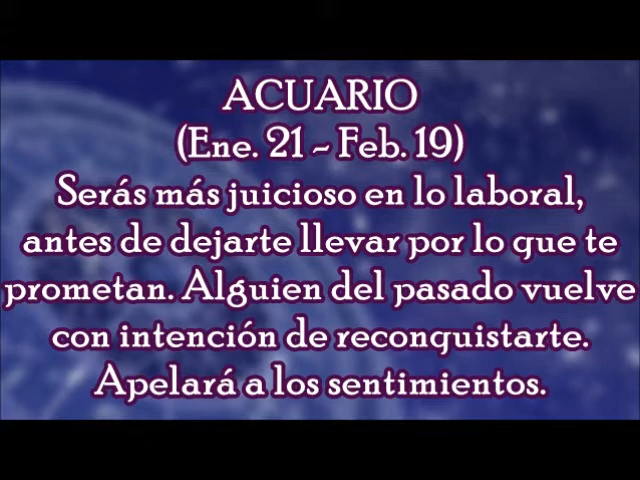 ACUARIO
(Ene. 21 - Feb. 19)
Serás más juicioso en lo laboral,
antes de dejarte llevar por lo que te
prometan. Alguien del pasado vuelve
con intención de reconquistarte.
Apelará a los sentimientos.